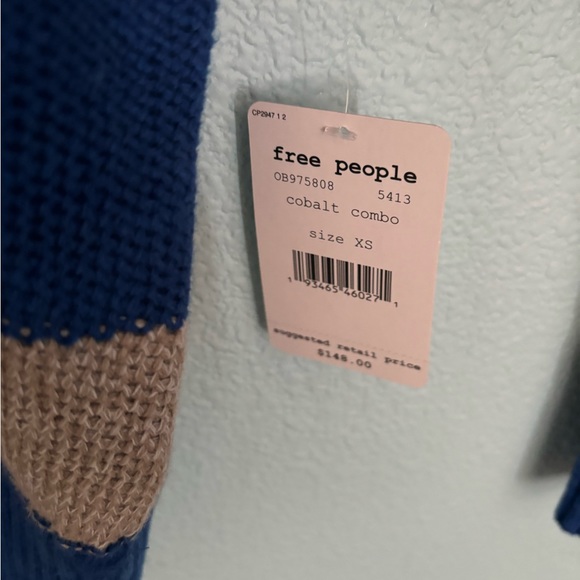 CP2947 1 2
free people
OB975808 5413
cobalt combo
size XS
1 93465 46027 1
suggested retail price
$148.00